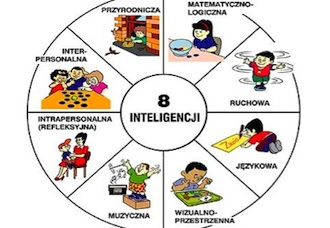 PRZYRODNICZA
MATEMATYCZNO-
LOGICZNA
INTER-
PERSONALNA
RUCHOWA
8
INTELIGENCJI
INTRAPERSONALNA
(REFLEKSYJNA)
JĘZYKOWA
MUZYCZNA
WIZUALNO-
PRZESTRZENNA